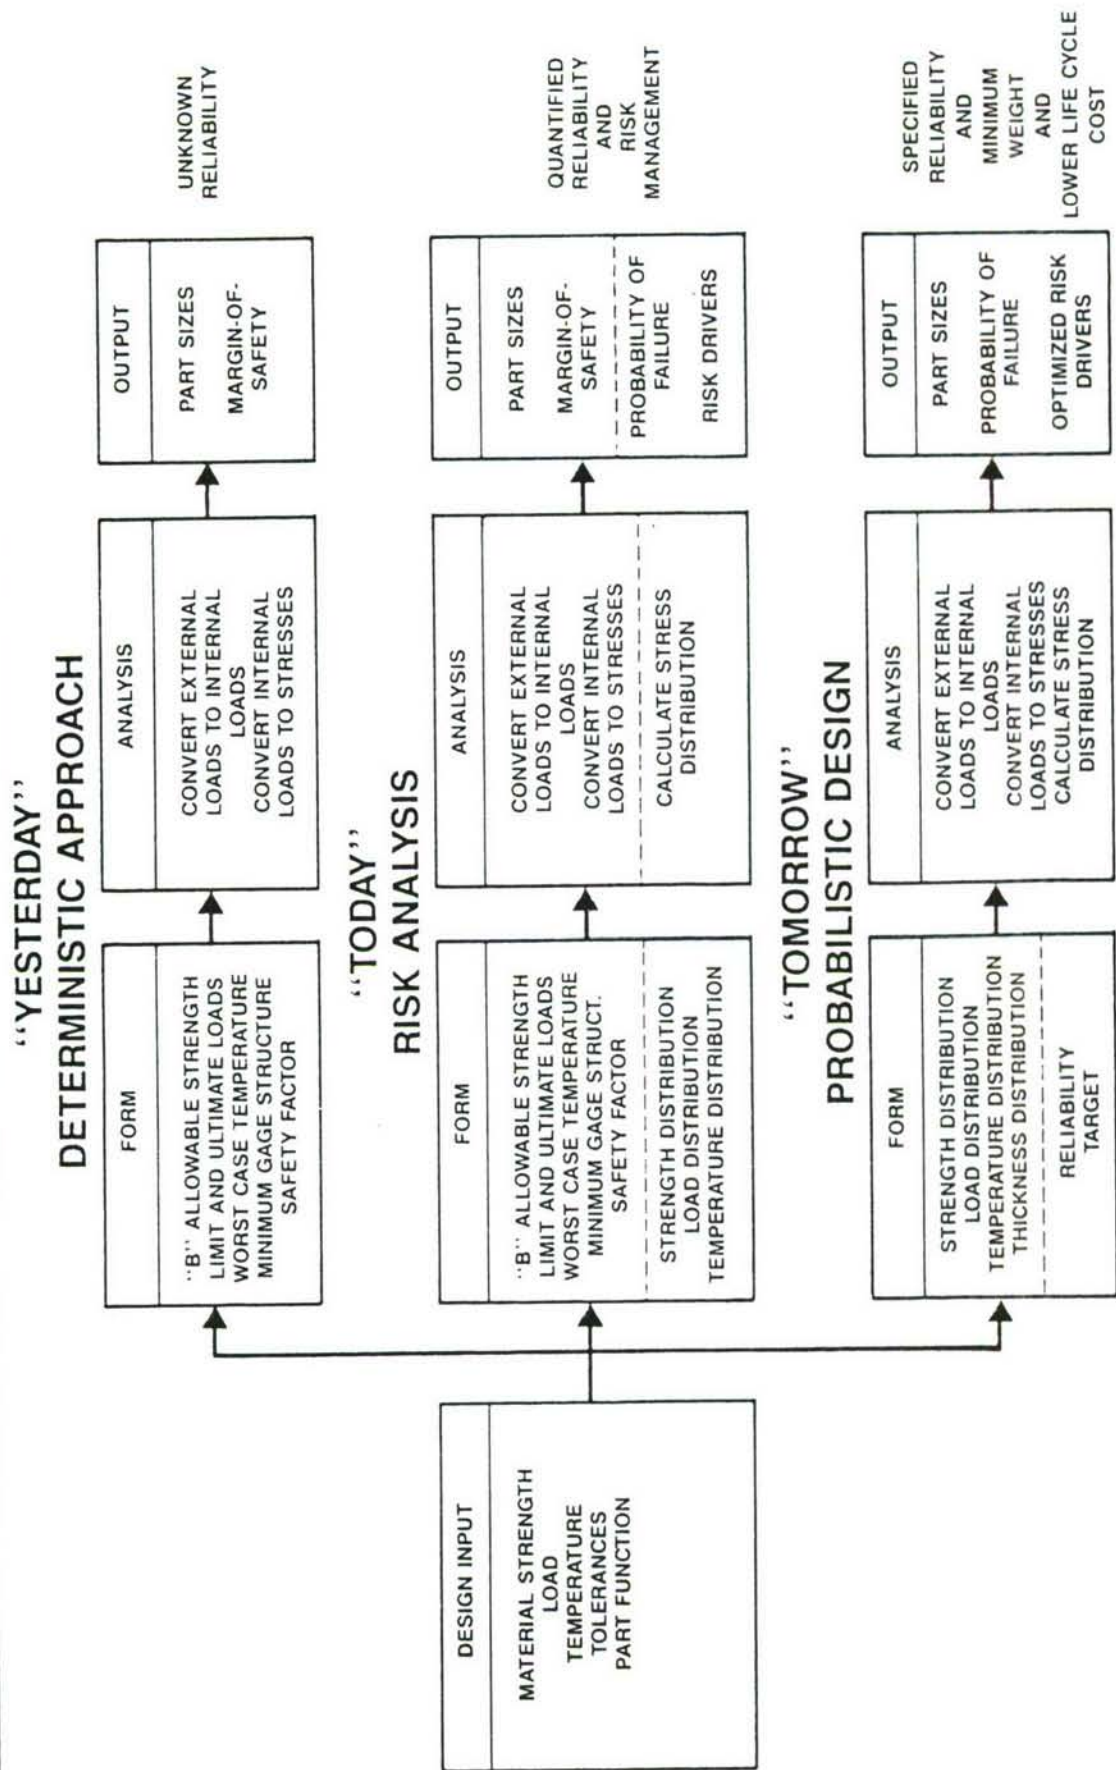 DESIGN INPUT
MATERIAL STRENGTH
LOAD
TEMPERATURE
TOLERANCES
PART FUNCTION
“YESTERDAY”
DETERMINISTIC APPROACH
FORM
“B” ALLOWABLE STRENGTH
LIMIT AND ULTIMATE LOADS
WORST CASE TEMPERATURE
MINIMUM GAGE STRUCTURE
SAFETY FACTOR
ANALYSIS
CONVERT EXTERNAL
LOADS TO INTERNAL
LOADS
CONVERT INTERNAL
LOADS TO STRESSES
OUTPUT
PART SIZES
MARGIN-OF-
SAFETY
UNKNOWN
RELIABILITY
“TODAY”
RISK ANALYSIS
FORM
“B” ALLOWABLE STRENGTH
LIMIT AND ULTIMATE LOADS
WORST CASE TEMPERATURE
MINIMUM GAGE STRUCT.
SAFETY FACTOR
STRENGTH DISTRIBUTION
LOAD DISTRIBUTION
TEMPERATURE DISTRIBUTION
ANALYSIS
CONVERT EXTERNAL
LOADS TO INTERNAL
LOADS
CONVERT INTERNAL
LOADS TO STRESSES
CALCULATE STRESS
DISTRIBUTION
OUTPUT
PART SIZES
MARGIN-OF-
SAFETY
PROBABILITY OF
FAILURE
RISK DRIVERS
QUANTIFIED
RELIABILITY
AND
RISK
MANAGEMENT
“TOMORROW”
PROBABILISTIC DESIGN
FORM
STRENGTH DISTRIBUTION
LOAD DISTRIBUTION
TEMPERATURE DISTRIBUTION
THICKNESS DISTRIBUTION
RELIABILITY
TARGET
ANALYSIS
CONVERT EXTERNAL
LOADS TO INTERNAL
LOADS
CONVERT INTERNAL
LOADS TO STRESSES
CALCULATE STRESS
DISTRIBUTION
OUTPUT
PART SIZES
PROBABILITY OF
FAILURE
OPTIMIZED RISK
DRIVERS
SPECIFIED
RELIABILITY
AND
MINIMUM
WEIGHT
AND
LOWER LIFE CYCLE
COST